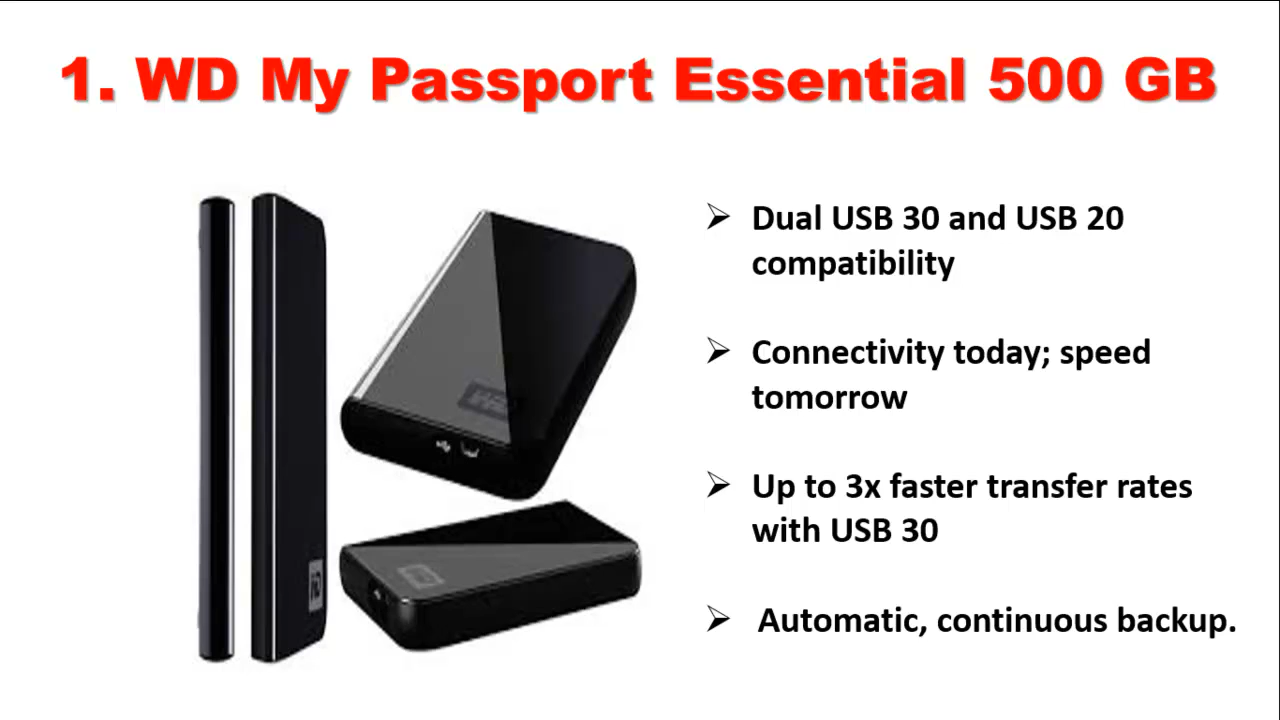 1. WD My Passport Essential 500 GB
Dual USB 30 and USB 20
compatibility
Connectivity today; speed
tomorrow
Up to 3x faster transfer rates
with USB 30
Automatic, continuous backup.